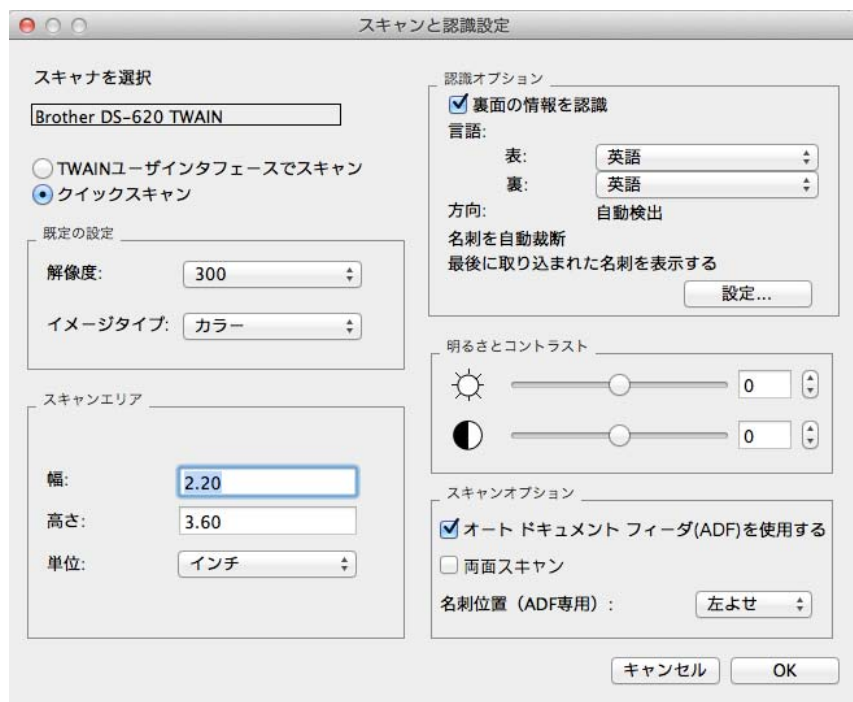 スキャンと認識設定
スキャナを選択
Brother DS-620 TWAIN
TWAINユーザインタフェースでスキャン
クイックスキャン
既定の設定
解像度: 300
イメージタイプ: カラー
スキャンエリア
幅: 2.20
高さ: 3.60
単位: インチ
認識オプション
裏面の情報を認識
言語:
表: 英語
裏: 英語
方向: 自動検出
名刺を自動裁断
最後に取り込まれた名刺を表示する
設定...
明るさとコントラスト
0
0
スキャンオプション
オート ドキュメント フィーダ(ADF)を使用する
両面スキャン
名刺位置（ADF専用）: 左よせ
キャンセル OK